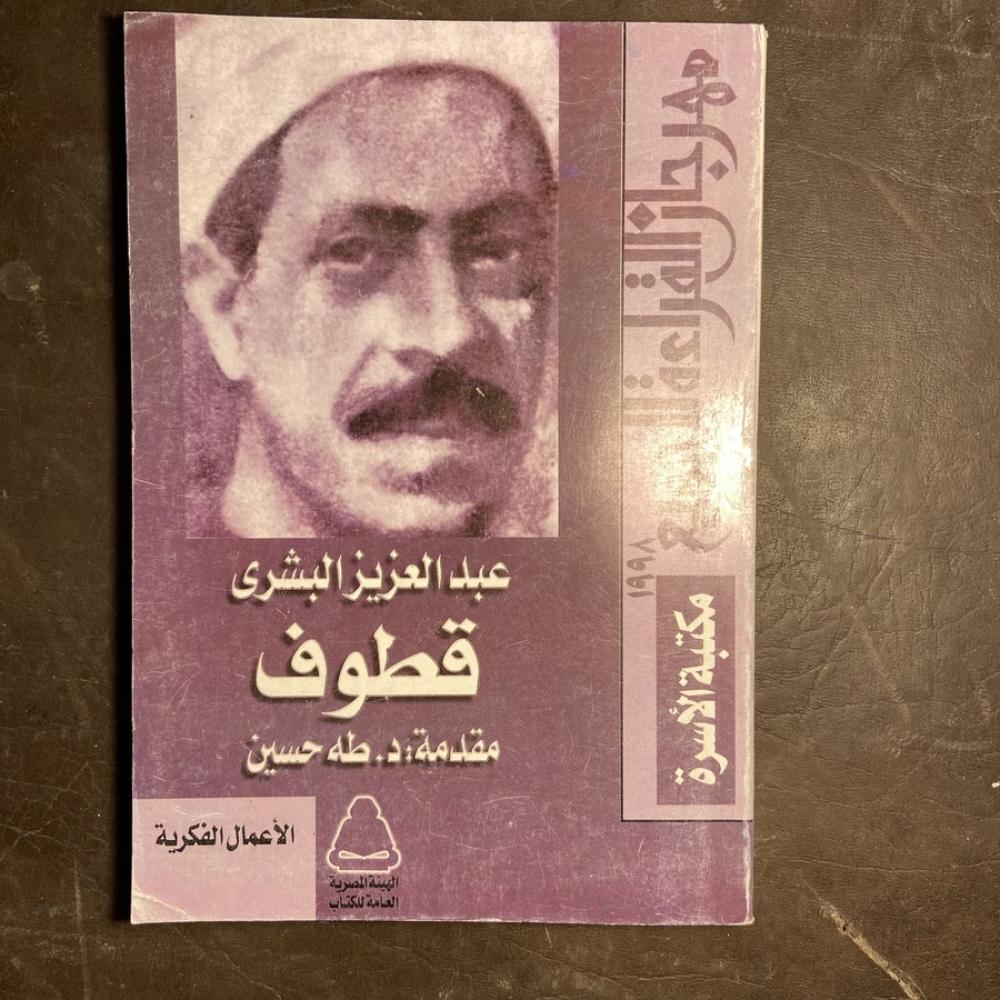 مهرجان القراءة للجميع
١٩٩٨
مكتبة الأسرة
عبد العزيز البشرى
قطوف
مقدمة: د. طه حسين
الأعمال الفكرية
الهيئة المصرية
العامة للكتاب